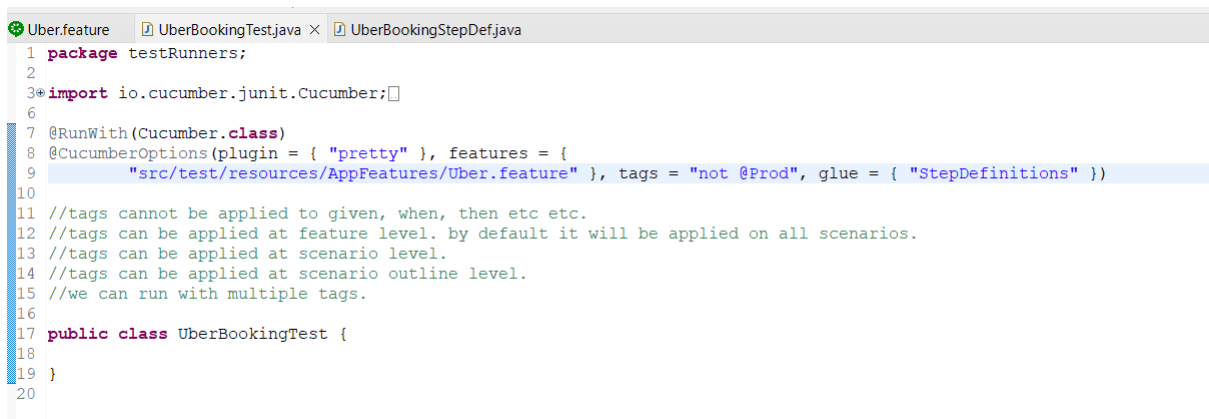 Uber.feature UberBookingTest.java UberBookingStepDef.java
1 package testRunners;
2
3 import io.cucumber.junit.Cucumber;
6
7 @RunWith(Cucumber.class)
8 @CucumberOptions(plugin = { "pretty" }, features = {
9 "src/test/resources/AppFeatures/Uber.feature" }, tags = "not @Prod", glue = { "StepDefinitions" })
10
11 //tags cannot be applied to given, when, then etc etc.
12 //tags can be applied at feature level. by default it will be applied on all scenarios.
13 //tags can be applied at scenario level.
14 //tags can be applied at scenario outline level.
15 //we can run with multiple tags.
16
17 public class UberBookingTest {
18
19 }
20